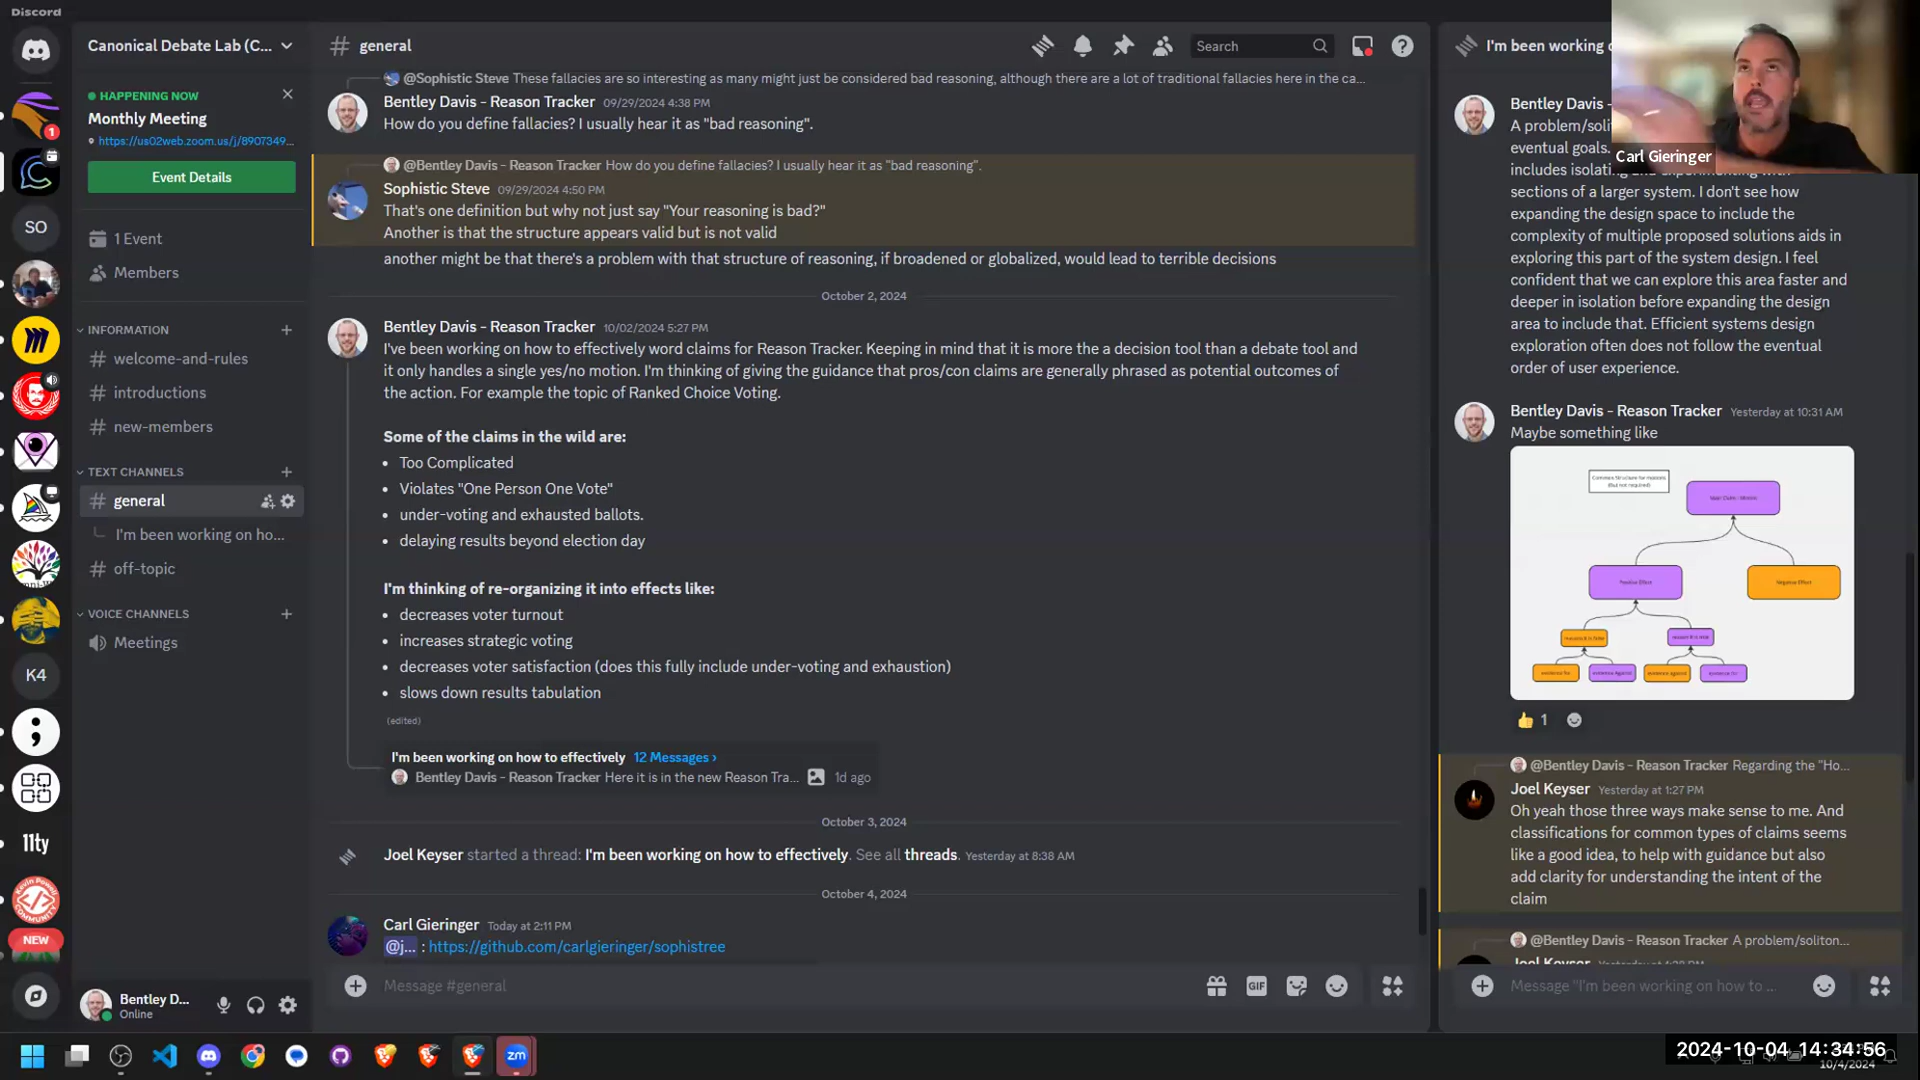 Discord
Canonical Debate Lab (C...
HAPPENING NOW
Monthly Meeting
https://us02web.zoom.us/j/8907349...
Event Details
1 Event
Members
INFORMATION
welcome-and-rules
introductions
new-members
TEXT CHANNELS
general
I'm been working on ho...
off-topic
VOICE CHANNELS
Meetings
SO
K4
11ty
NEW
1
Bentley D...
Online
general
Search
@Sophistic Steve These fallacies are so interesting as many might just be considered bad reasoning, although there are a lot of traditional fallacies here in the ca...
Bentley Davis - Reason Tracker 09/29/2024 4:38 PM
How do you define fallacies? I usually hear it as "bad reasoning".
@Bentley Davis - Reason Tracker How do you define fallacies? I usually hear it as "bad reasoning".
Sophistic Steve 09/29/2024 4:50 PM
That's one definition but why not just say "Your reasoning is bad?"
Another is that the structure appears valid but is not valid
another might be that there's a problem with that structure of reasoning, if broadened or globalized, would lead to terrible decisions
October 2, 2024
Bentley Davis - Reason Tracker 10/02/2024 5:27 PM
I've been working on how to effectively word claims for Reason Tracker. Keeping in mind that it is more the a decision tool than a debate tool and
it only handles a single yes/no motion. I'm thinking of giving the guidance that pros/con claims are generally phrased as potential outcomes of
the action. For example the topic of Ranked Choice Voting.
Some of the claims in the wild are:
• Too Complicated
• Violates "One Person One Vote"
• under-voting and exhausted ballots.
• delaying results beyond election day
I'm thinking of re-organizing it into effects like:
• decreases voter turnout
• increases strategic voting
• decreases voter satisfaction (does this fully include under-voting and exhaustion)
• slows down results tabulation
(edited)
I'm been working on how to effectively 12 Messages ›
Bentley Davis - Reason Tracker Here it is in the new Reason Tra... 1d ago
October 3, 2024
Joel Keyser started a thread: I'm been working on how to effectively. See all threads. Yesterday at 8:38 AM
October 4, 2024
Carl Gieringer Today at 2:11 PM
@j... : https://github.com/carlgieringer/sophistree
Message #general
GIF
I'm been working
Bentley Davis -
A problem/soli
eventual goals.
includes isolating and experimenting with
sections of a larger system. I don't see how
expanding the design space to include the
complexity of multiple proposed solutions aids in
exploring this part of the system design. I feel
confident that we can explore this area faster and
deeper in isolation before expanding the design
area to include that. Efficient systems design
exploration often does not follow the eventual
order of user experience.
Carl Gieringer
Bentley Davis - Reason Tracker Yesterday at 10:31 AM
Maybe something like
Common Structure for reasons
(but not required)
Main Claim / Motion
Positive Effect
Negative Effect
1
@Bentley Davis - Reason Tracker Regarding the "Ho...
Joel Keyser Yesterday at 1:27 PM
Oh yeah those three ways make sense to me. And
classifications for common types of claims seems
like a good idea, to help with guidance but also
add clarity for understanding the intent of the
claim
@Bentley Davis - Reason Tracker A problem/soliton...
Joel Keyser
Message "I'm been working on how to ...
zm
2024-10-04 14:34:56
10/4/2024